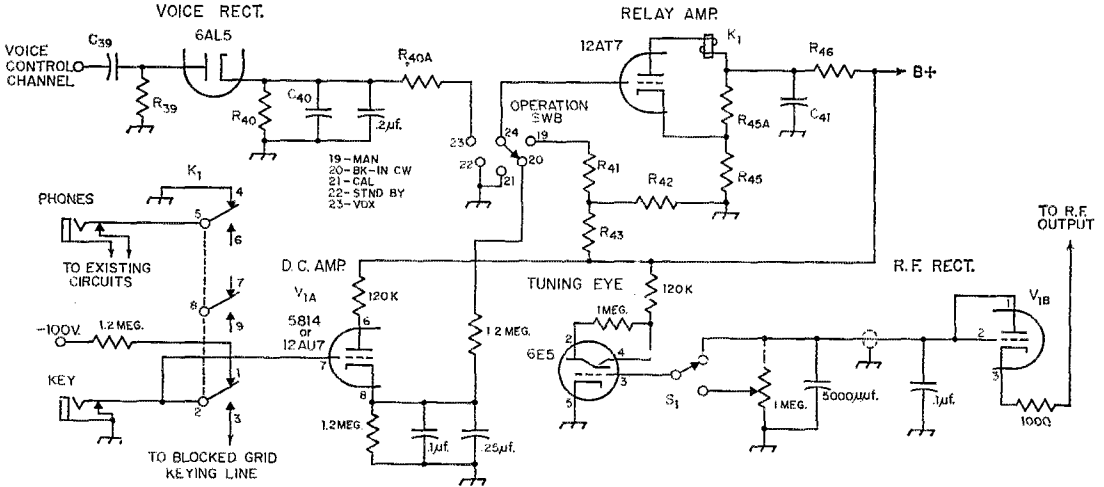 VOICE RECT.
6AL5
VOICE
CONTROL
CHANNEL
C39
R39
R40
C40
.2µf.
R40A
RELAY AMP.
12AT7
K1
R46
B+
R45A
C41
R45
OPERATION
SWB
23
24
19
22
21
20
R41
R42
R43
19-MAN
20-BK-IN CW
21-CAL
22-STND BY
23-VOX
K1
4
PHONES
5
6
TO EXISTING
CIRCUITS
7
8
9
-100V.
1.2 MEG.
KEY
1
2
3
TO BLOCKED GRID
KEYING LINE
D.C. AMP.
V1A
5814
or
12AU7
120K
6
7
8
1.2MEG.
.1µf.
.25µf.
1.2 MEG.
TUNING EYE
1MEG.
120K
6E5
2
4
3
5
S1
1 MEG.
5000µµf.
.1µf.
R.F. RECT.
V1B
1
2
3
100Ω
TO R.F.
OUTPUT